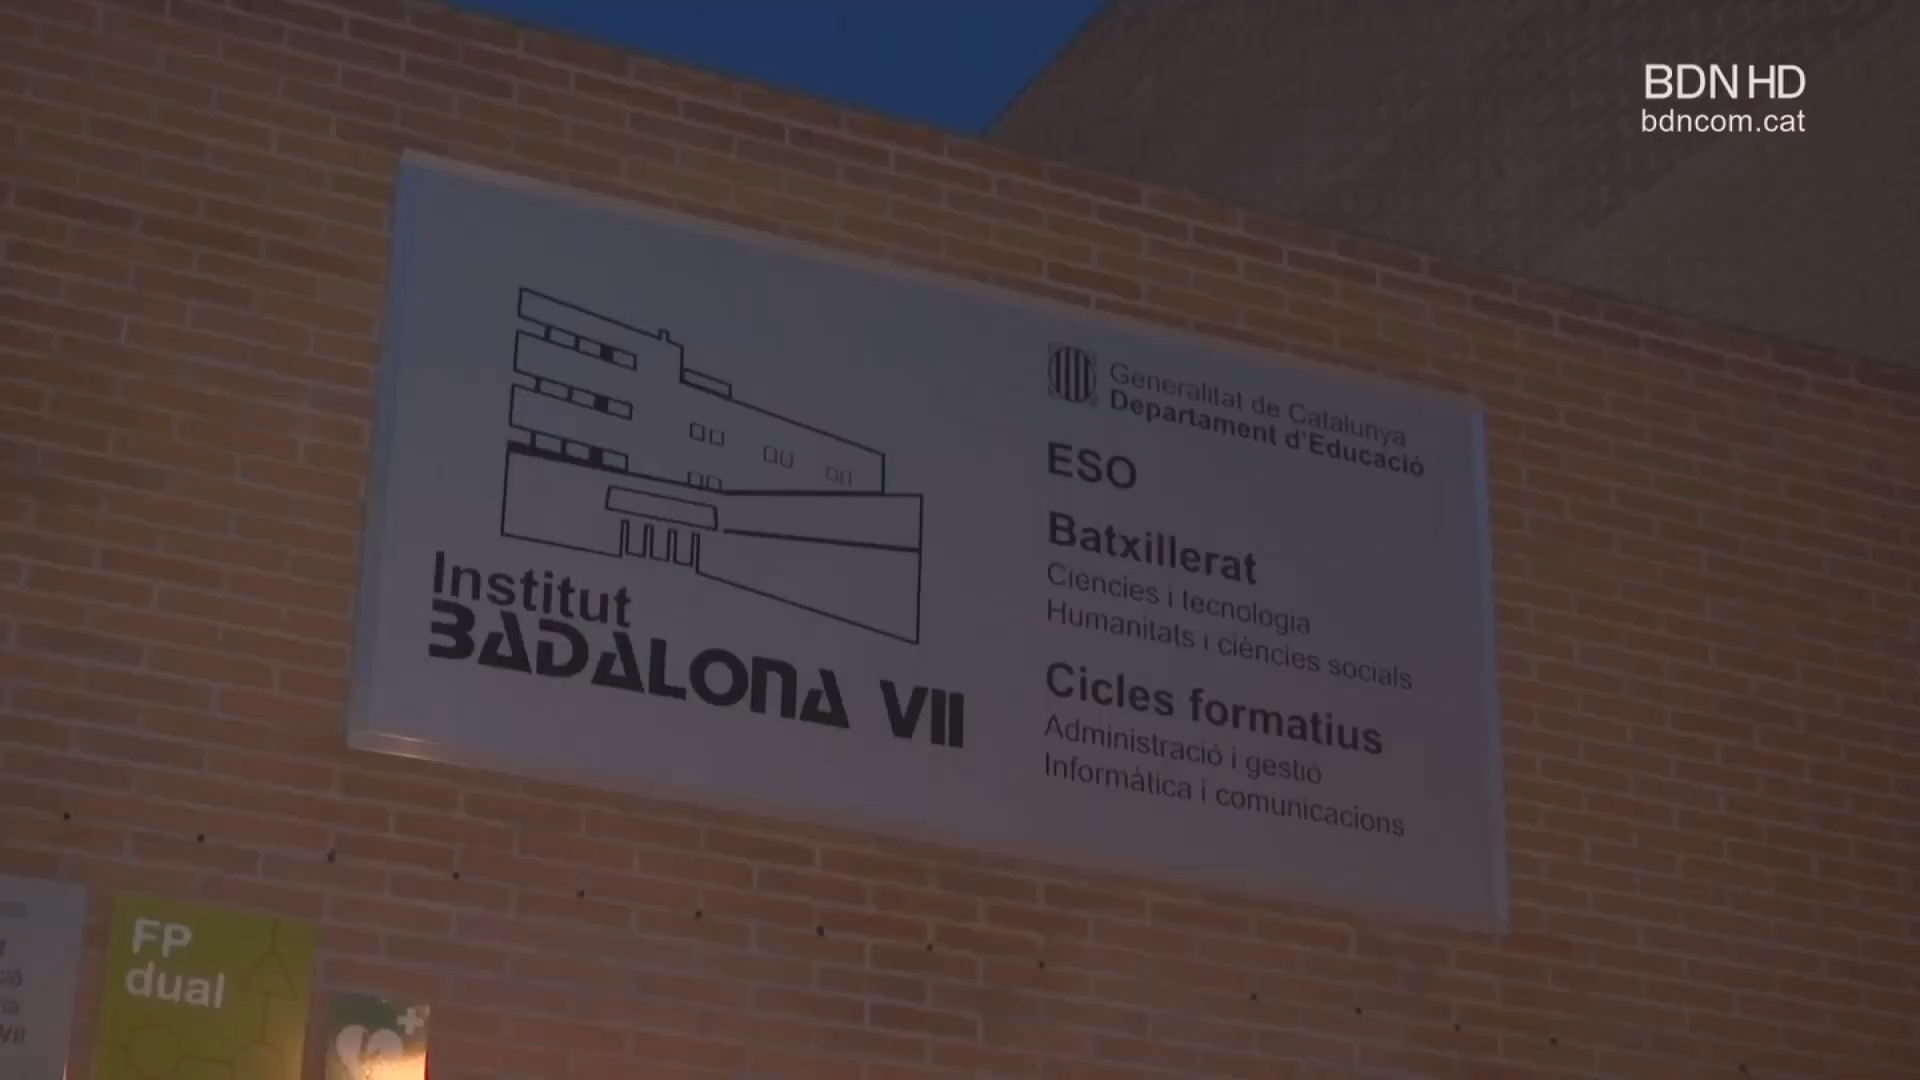 BDN HD
bdncom.cat
Generalitat de Catalunya
Departament d'Educació
ESO
Batxillerat
Ciències i tecnologia
Humanitats i ciències socials
Cicles formatius
Administració i gestió
Informàtica i comunicacions
Institut
BADALONA VII
FP
dual